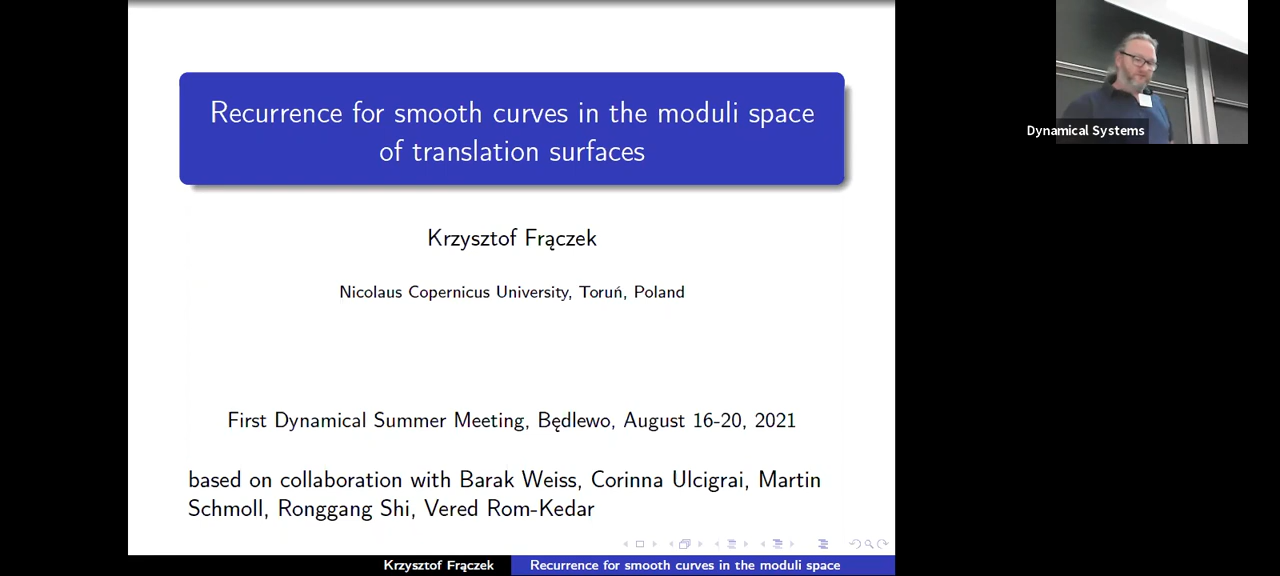 Recurrence for smooth curves in the moduli space
of translation surfaces
Krzysztof Frączek
Nicolaus Copernicus University, Toruń, Poland
First Dynamical Summer Meeting, Będlewo, August 16-20, 2021
based on collaboration with Barak Weiss, Corinna Ulcigrai, Martin
Schmoll, Ronggang Shi, Vered Rom-Kedar
Krzysztof Frączek
Recurrence for smooth curves in the moduli space
Dynamical Systems